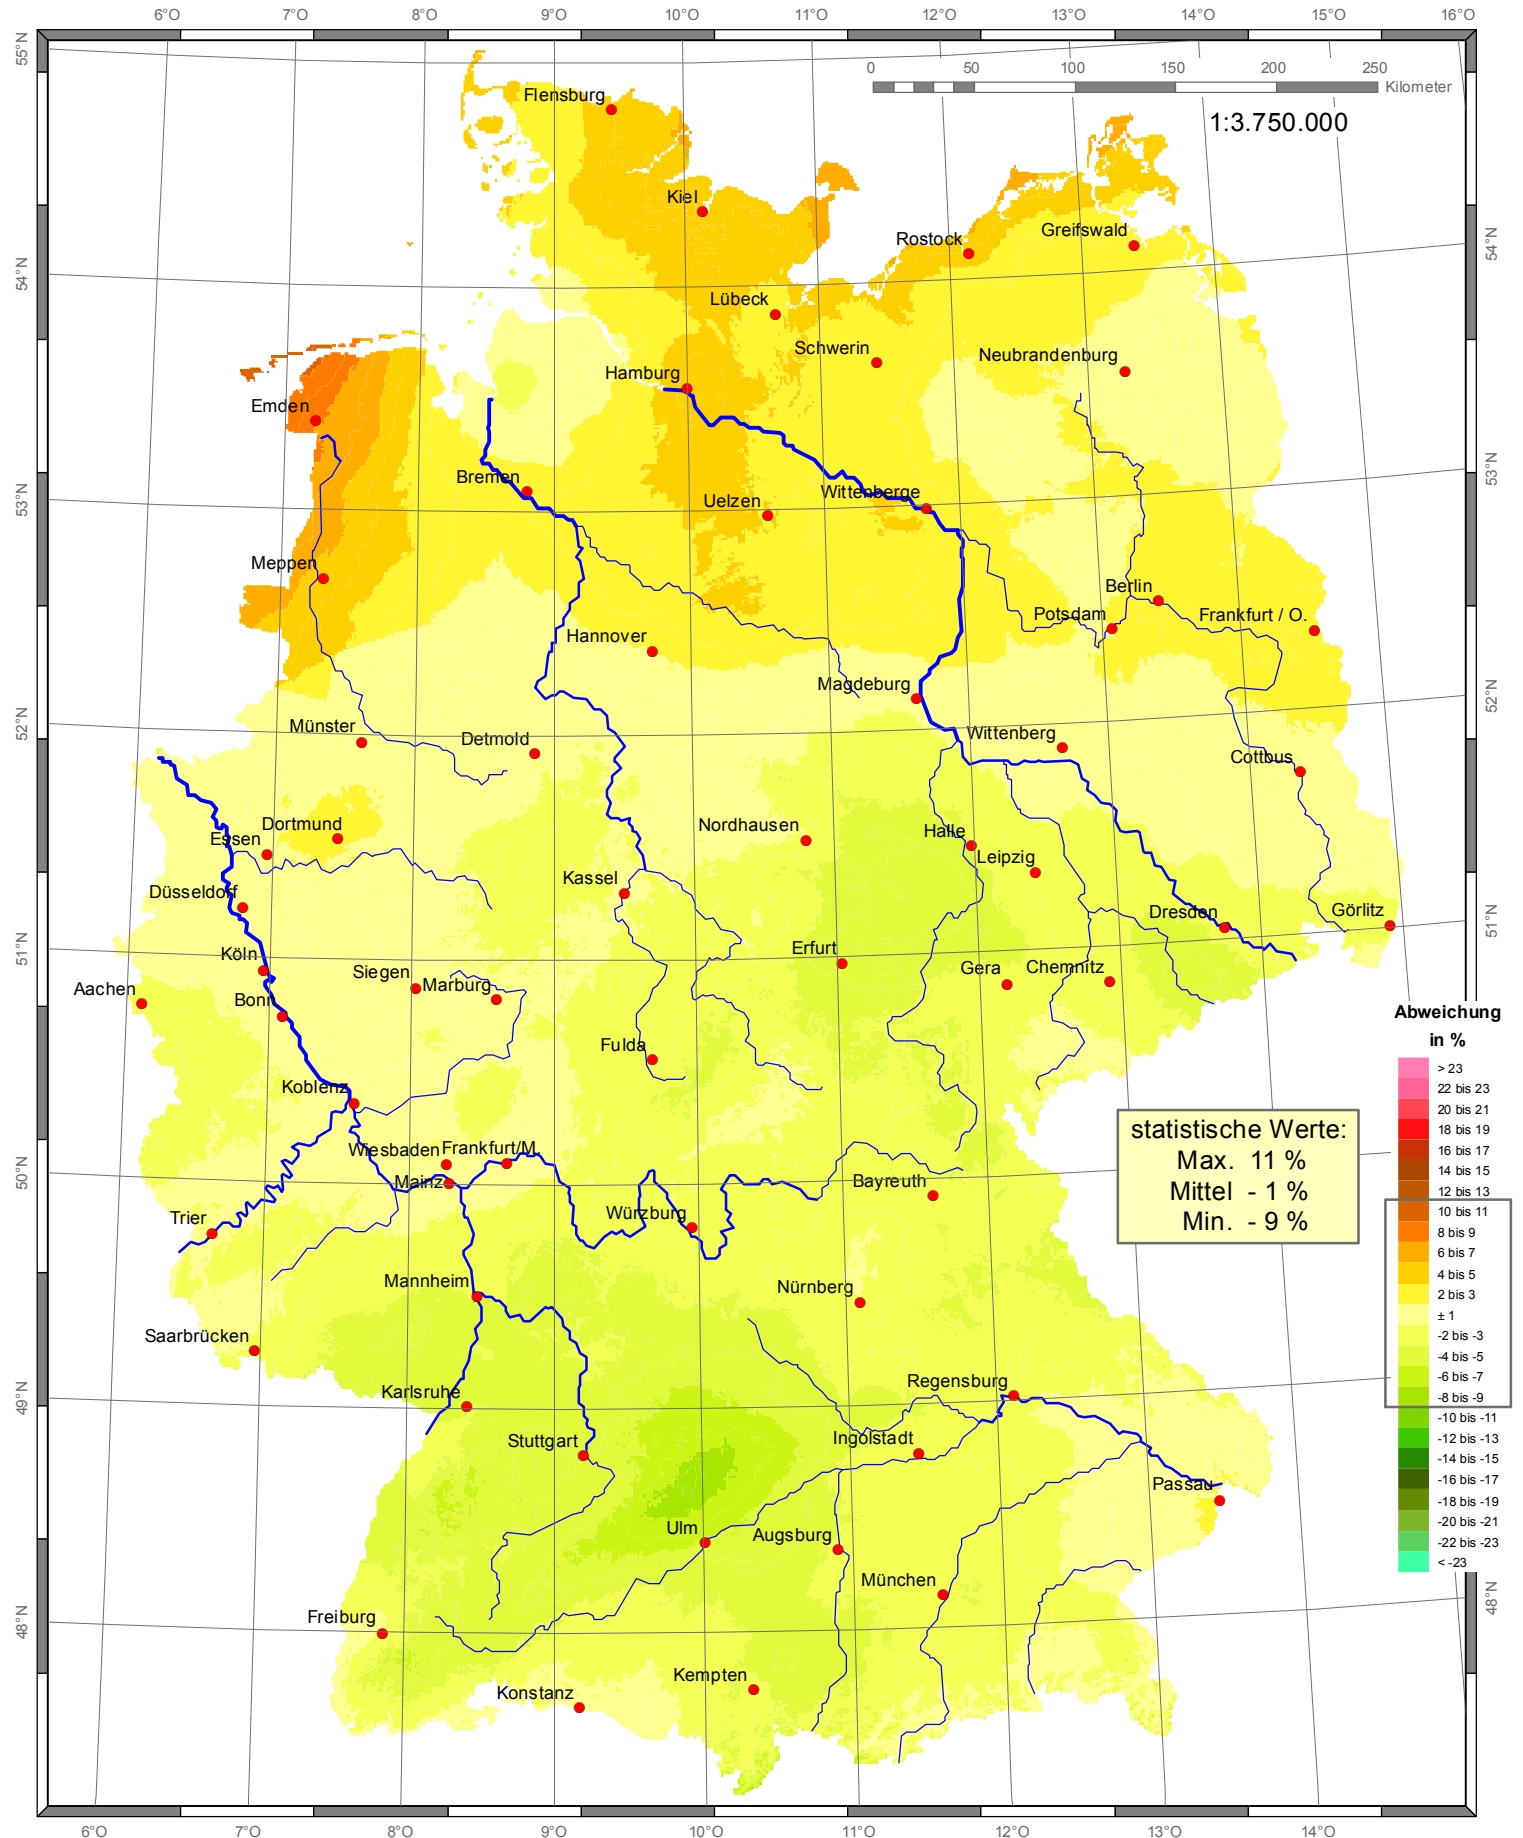 6°O 7°O 8°O 9°O 10°O 11°O 12°O 13°O 14°O 15°O 16°O
55°N
0 50 100 150 200 250
Kilometer
1:3.750.000
Flensburg
Kiel
Rostock
Greifswald
54°N
54°N
Lübeck
Schwerin
Neubrandenburg
Hamburg
Emden
53°N
53°N
Bremen
Uelzen
Wittenberge
Meppen
Berlin
Potsdam
Frankfurt / O.
Hannover
Magdeburg
52°N
52°N
Münster
Detmold
Wittenberg
Cottbus
Dortmund
Essen
Nordhausen
Halle
Leipzig
Kassel
Düsseldorf
Dresden
Görlitz
51°N
51°N
Köln
Erfurt
Siegen
Marburg
Gera
Chemnitz
Aachen
Bonn
Fulda
Koblenz
Wiesbaden
Frankfurt/M.
Mainz
50°N
Bayreuth
Trier
Würzburg
Mannheim
Nürnberg
Saarbrücken
Karlsruhe
Regensburg
49°N
Stuttgart
Ingolstadt
Passau
Ulm
Augsburg
München
48°N
48°N
Freiburg
Kempten
Konstanz
statistische Werte:
Max. 11 %
Mittel - 1 %
Min. - 9 %
Abweichung
in %
> 23
22 bis 23
20 bis 21
18 bis 19
16 bis 17
14 bis 15
12 bis 13
10 bis 11
8 bis 9
6 bis 7
4 bis 5
2 bis 3
± 1
-2 bis -3
-4 bis -5
-6 bis -7
-8 bis -9
-10 bis -11
-12 bis -13
-14 bis -15
-16 bis -17
-18 bis -19
-20 bis -21
-22 bis -23
< -23
6°O 7°O 8°O 9°O 10°O 11°O 12°O 13°O 14°O